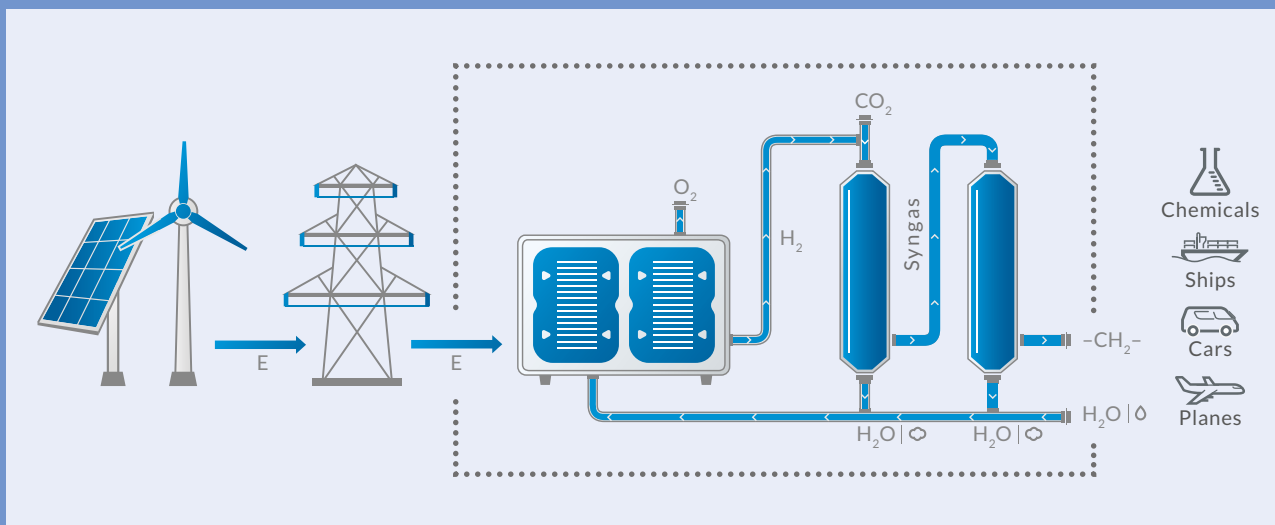 CO₂
O₂
H₂
Syngas
E
E
–CH₂–
H₂O
H₂O
H₂O
Chemicals
Ships
Cars
Planes